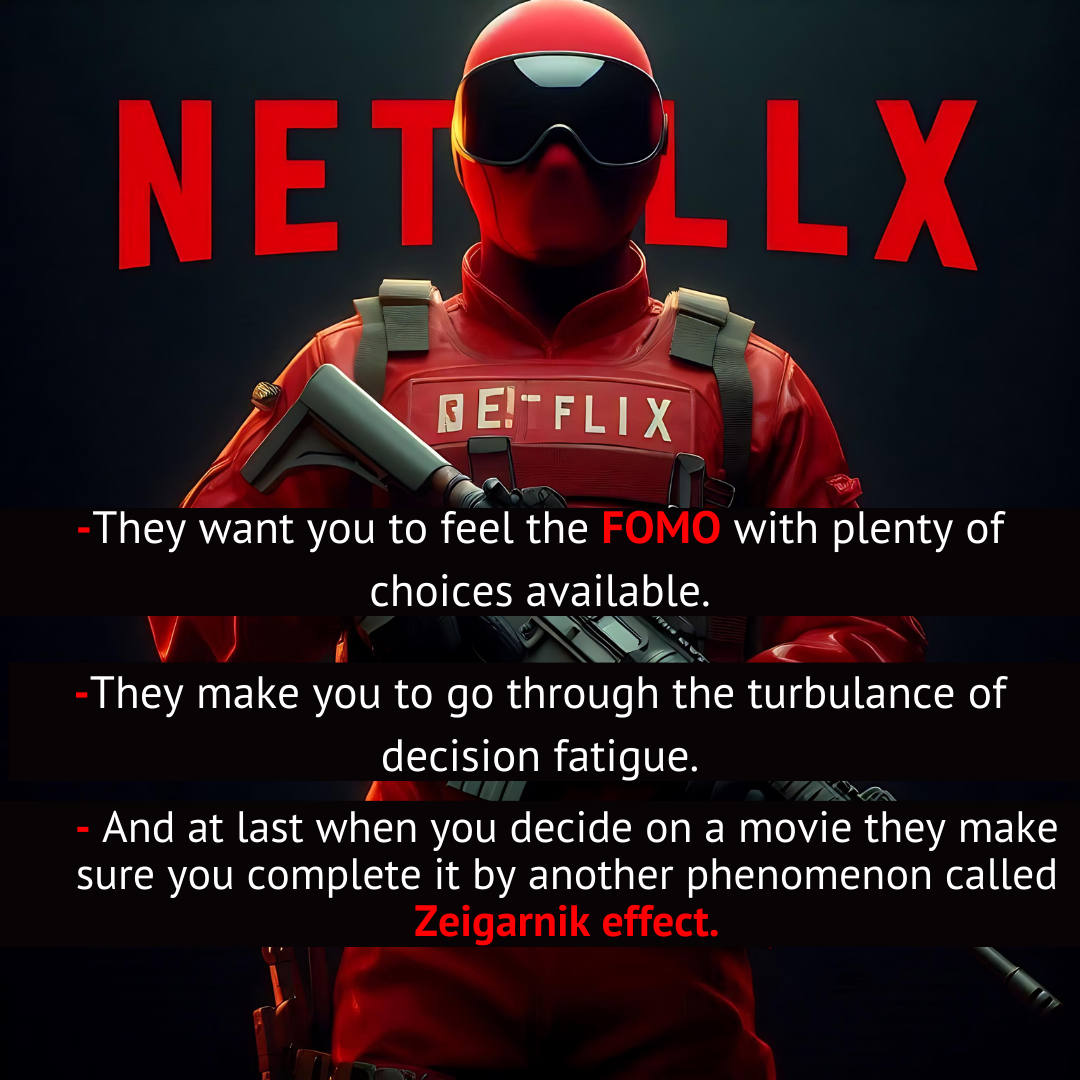 NET LLX
E!TFLIX
-They want you to feel the FOMO with plenty of
choices available.
-They make you to go through the turbulance of
decision fatigue.
- And at last when you decide on a movie they make
sure you complete it by another phenomenon called
Zeigarnik effect.